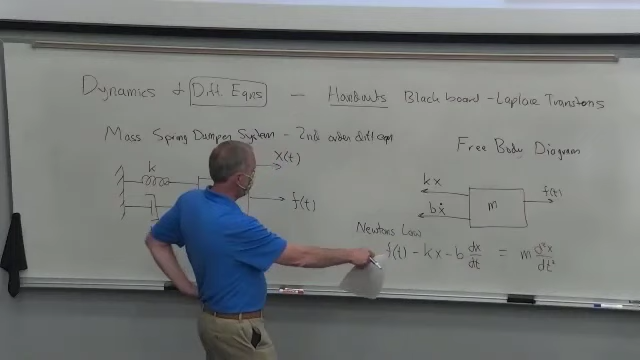 Dynamics & Diff. Eqns — Handouts Blackboard - Laplace Transforms
Mass Spring Damper System - 2nd order diff eqn
k
x(t)
f(t)
Free Body Diagram
kx
bẋ
m
f(t)
Newtons Law
f(t) - kx - b dx/dt = m d²x/dt²